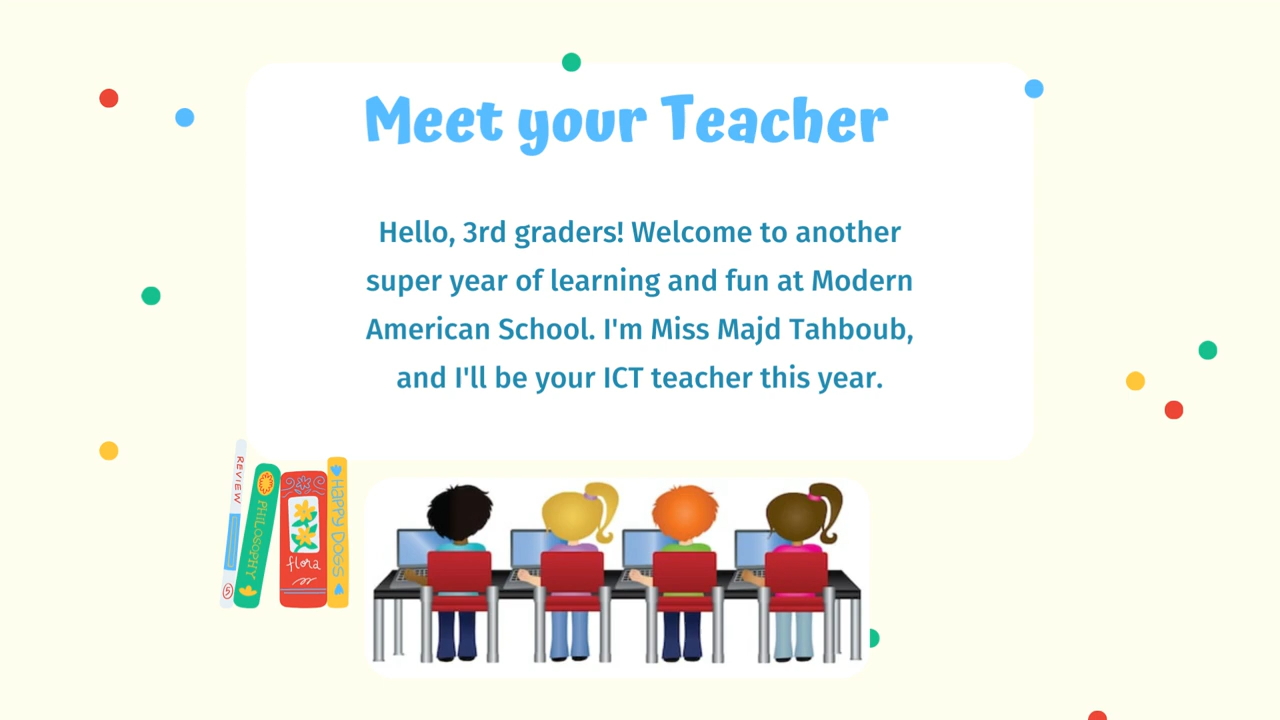 Meet your Teacher
Hello, 3rd graders! Welcome to another
super year of learning and fun at Modern
American School. I'm Miss Majd Tahboub,
and I'll be your ICT teacher this year.
REVIEW
5
PHILOSOPHY
flora
HAPPY DOGS